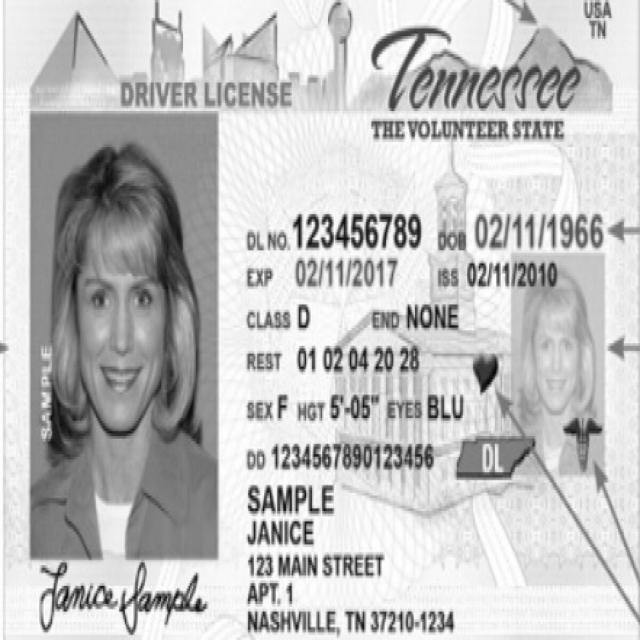 USA
TN
DRIVER LICENSE
Tennessee
THE VOLUNTEER STATE
DL NO. 123456789 DOB 02/11/1966
EXP 02/11/2017 ISS 02/11/2010
CLASS D END NONE
REST 01 02 04 20 28
SEX F HGT 5'-05" EYES BLU
DD 1234567890123456
DL
SAMPLE
JANICE
123 MAIN STREET
APT. 1
NASHVILLE, TN 37210-1234
SAMPLE
Janice Sample